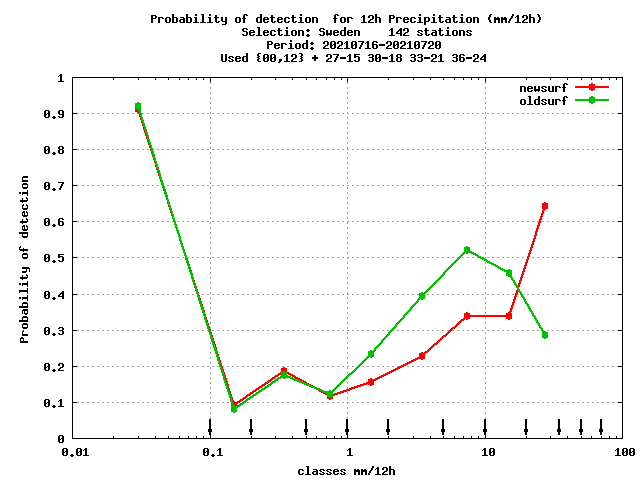 Probability of detection  for 12h Precipitation (mm/12h)
Selection: Sweden    142 stations
Period: 20210716-20210720
Used {00,12} + 27-15 30-18 33-21 36-24
newsurf
oldsurf
Probability of detection
1
0.9
0.8
0.7
0.6
0.5
0.4
0.3
0.2
0.1
0
0.01 0.1 1 10 100
classes mm/12h